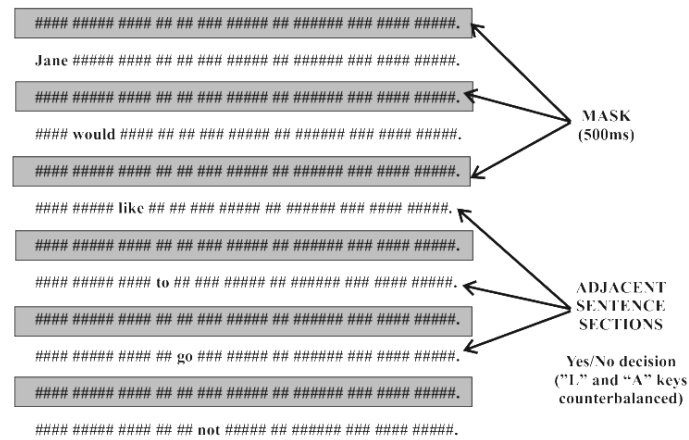 #### ##### #### ## ## ### ##### ## ###### ### #### #####.
Jane ##### #### ## ## ### ##### ## ###### ### #### #####.
#### ##### #### ## ## ### ##### ## ###### ### #### #####.
#### would #### ## ## ### ##### ## ###### ### #### #####.
#### ##### #### ## ## ### ##### ## ###### ### #### #####.
#### ##### like ## ## ### ##### ## ###### ### #### #####.
#### ##### #### ## ## ### ##### ## ###### ### #### #####.
#### ##### #### to ## ### ##### ## ###### ### #### #####.
#### ##### #### ## ## ### ##### ## ###### ### #### #####.
#### ##### #### ## go ### ##### ## ###### ### #### #####.
#### ##### #### ## ## ### ##### ## ###### ### #### #####.
#### ##### #### ## ## not ##### ## ###### ### #### #####.
MASK
(500ms)
ADJACENT
SENTENCE
SECTIONS
Yes/No decision
("L" and “A” keys
counterbalanced)